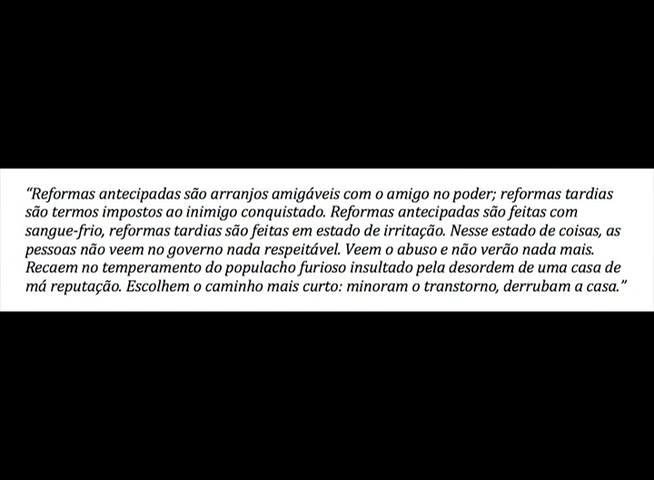 “Reformas antecipadas são arranjos amigáveis com o amigo no poder; reformas tardias
são termos impostos ao inimigo conquistado. Reformas antecipadas são feitas com
sangue-frio, reformas tardias são feitas em estado de irritação. Nesse estado de coisas, as
pessoas não veem no governo nada respeitável. Veem o abuso e não verão nada mais.
Recaem no temperamento do populacho furioso insultado pela desordem de uma casa de
má reputação. Escolhem o caminho mais curto: minoram o transtorno, derrubam a casa.”